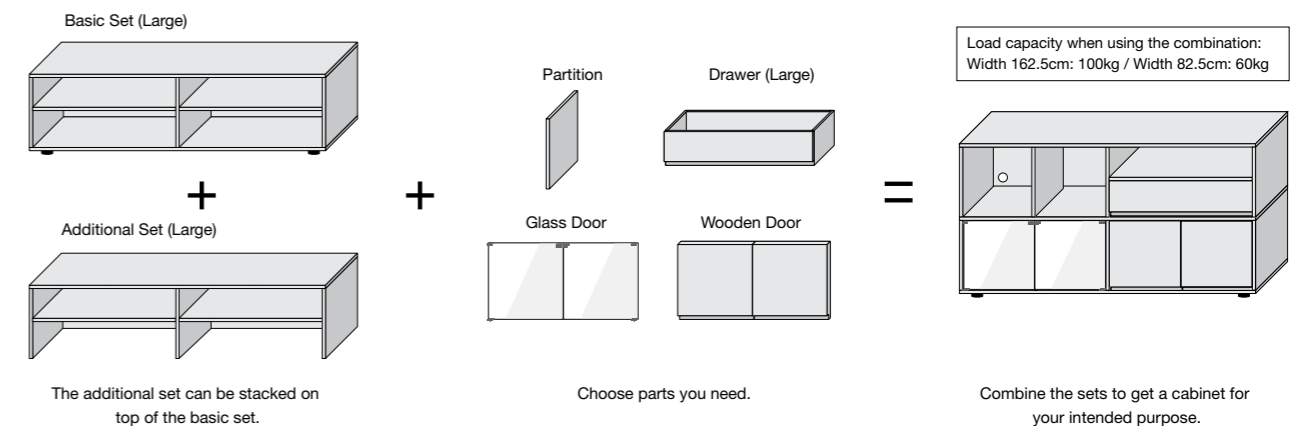 Basic Set (Large)
Additional Set (Large)
The additional set can be stacked on
top of the basic set.
Partition
Drawer (Large)
Glass Door
Wooden Door
Choose parts you need.
Load capacity when using the combination:
Width 162.5cm: 100kg / Width 82.5cm: 60kg
Combine the sets to get a cabinet for
your intended purpose.